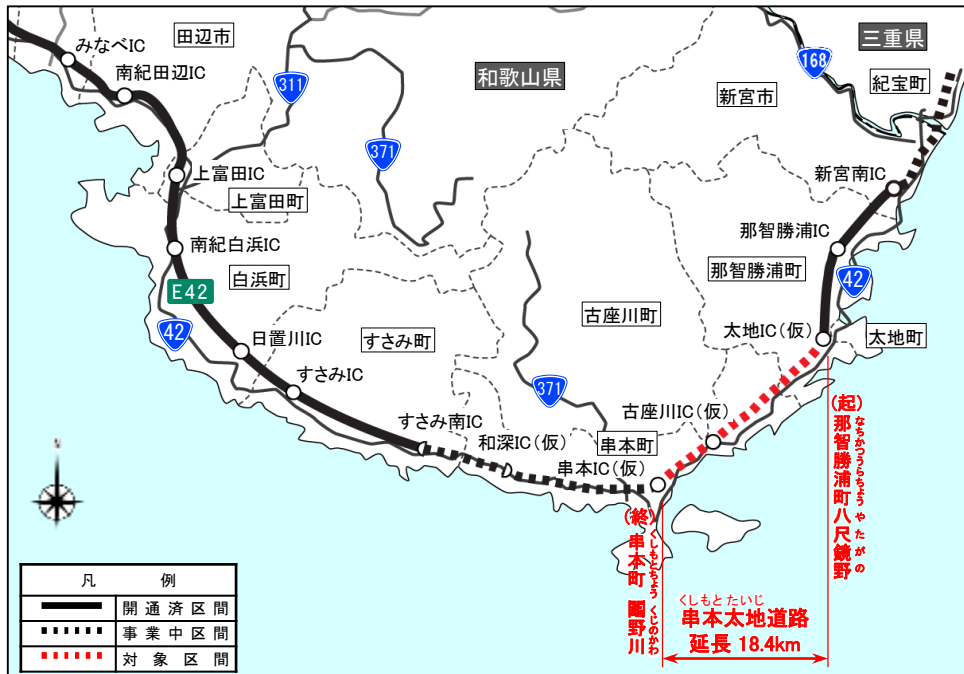 田辺市
みなべIC
南紀田辺IC
311
和歌山県
三重県
168
紀宝町
新宮市
371
上富田IC
上富田町
新宮南IC
南紀白浜IC
那智勝浦IC
白浜町
E42
那智勝浦町
42
42
古座川町
日置川IC
すさみ町
太地IC(仮)
太地町
すさみIC
371
古座川IC(仮)
すさみ南IC
和深IC(仮)
串本町
串本IC(仮)
(起)
那智勝浦町八尺鏡野
なちかつうらちょう やたがの
(終)
串本町 鬮野川
くしもとちょう くじのかわ
くしもとたいじ
串本太地道路
延長 18.4km
凡 例
開通済区間
事業中区間
対象区間